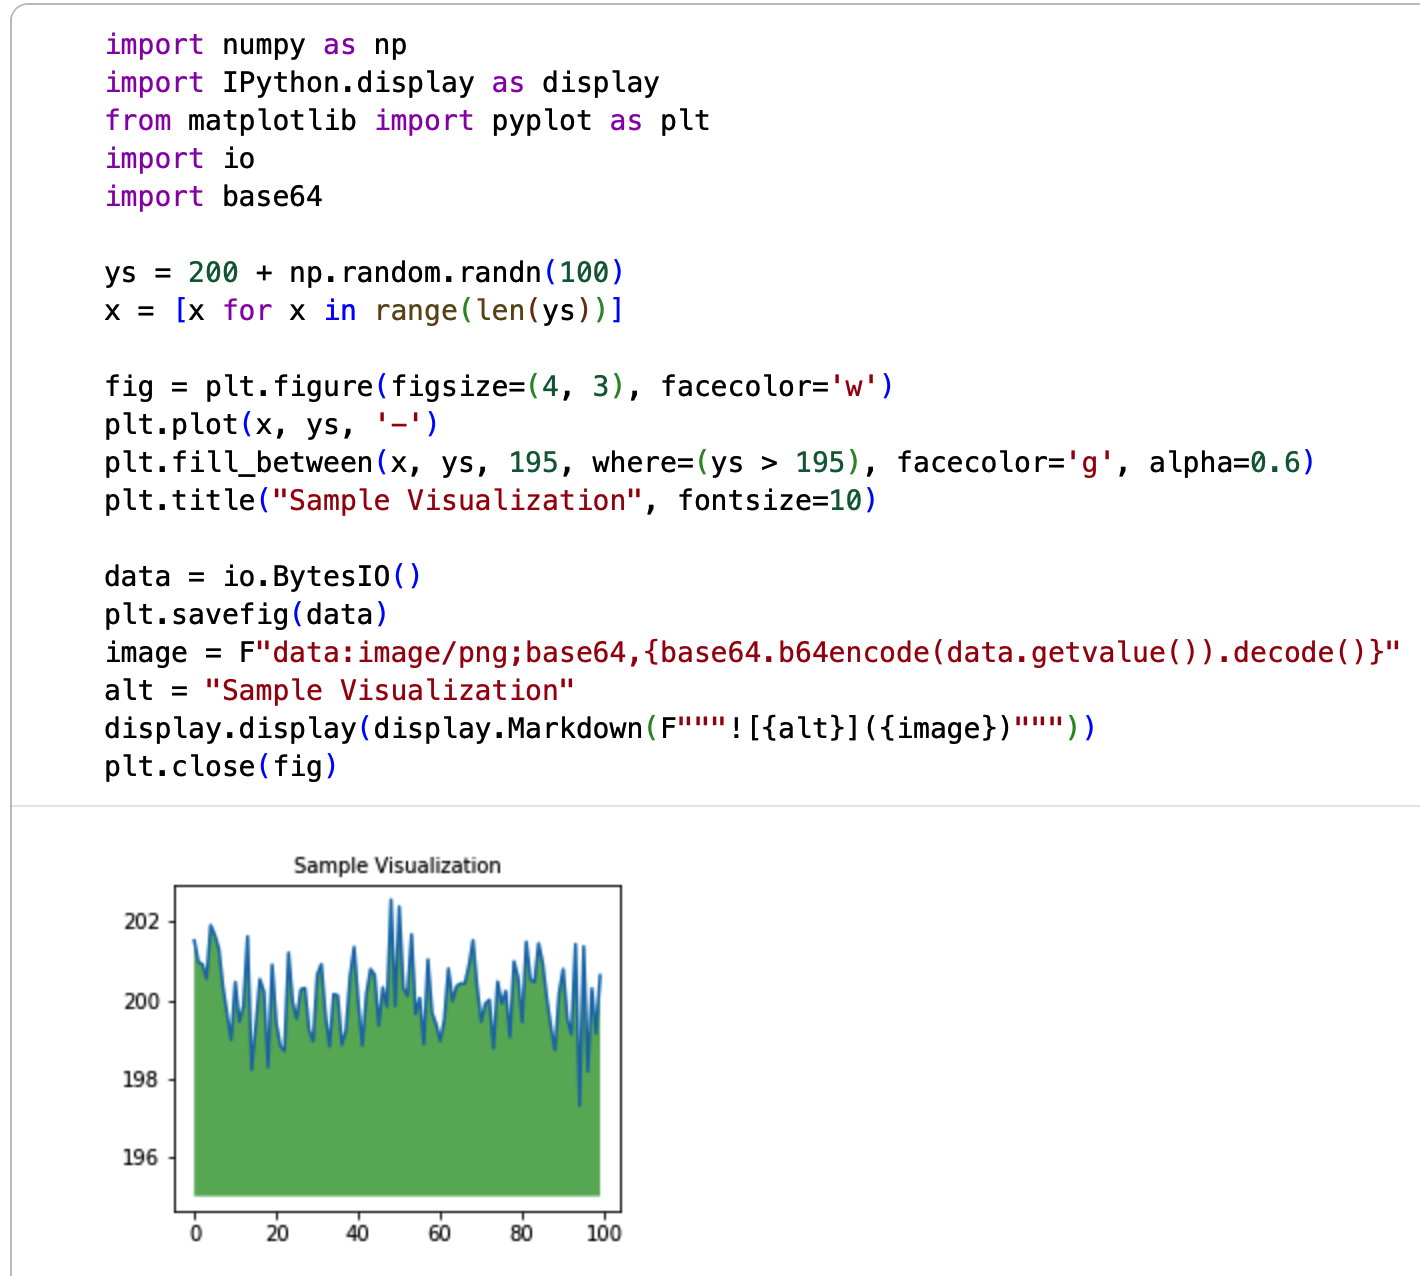 import numpy as np
import IPython.display as display
from matplotlib import pyplot as plt
import io
import base64
ys = 200 + np.random.randn(100)
x = [x for x in range(len(ys))]
fig = plt.figure(figsize=(4, 3), facecolor='w')
plt.plot(x, ys, '-')
plt.fill_between(x, ys, 195, where=(ys > 195), facecolor='g', alpha=0.6)
plt.title("Sample Visualization", fontsize=10)
data = io.BytesIO()
plt.savefig(data)
image = F"data:image/png;base64,{base64.b64encode(data.getvalue()).decode()}"
alt = "Sample Visualization"
display.display(display.Markdown(F"""![{alt}]({image})"""))
plt.close(fig)
Sample Visualization
202
200
198
196
0 20 40 60 80 100